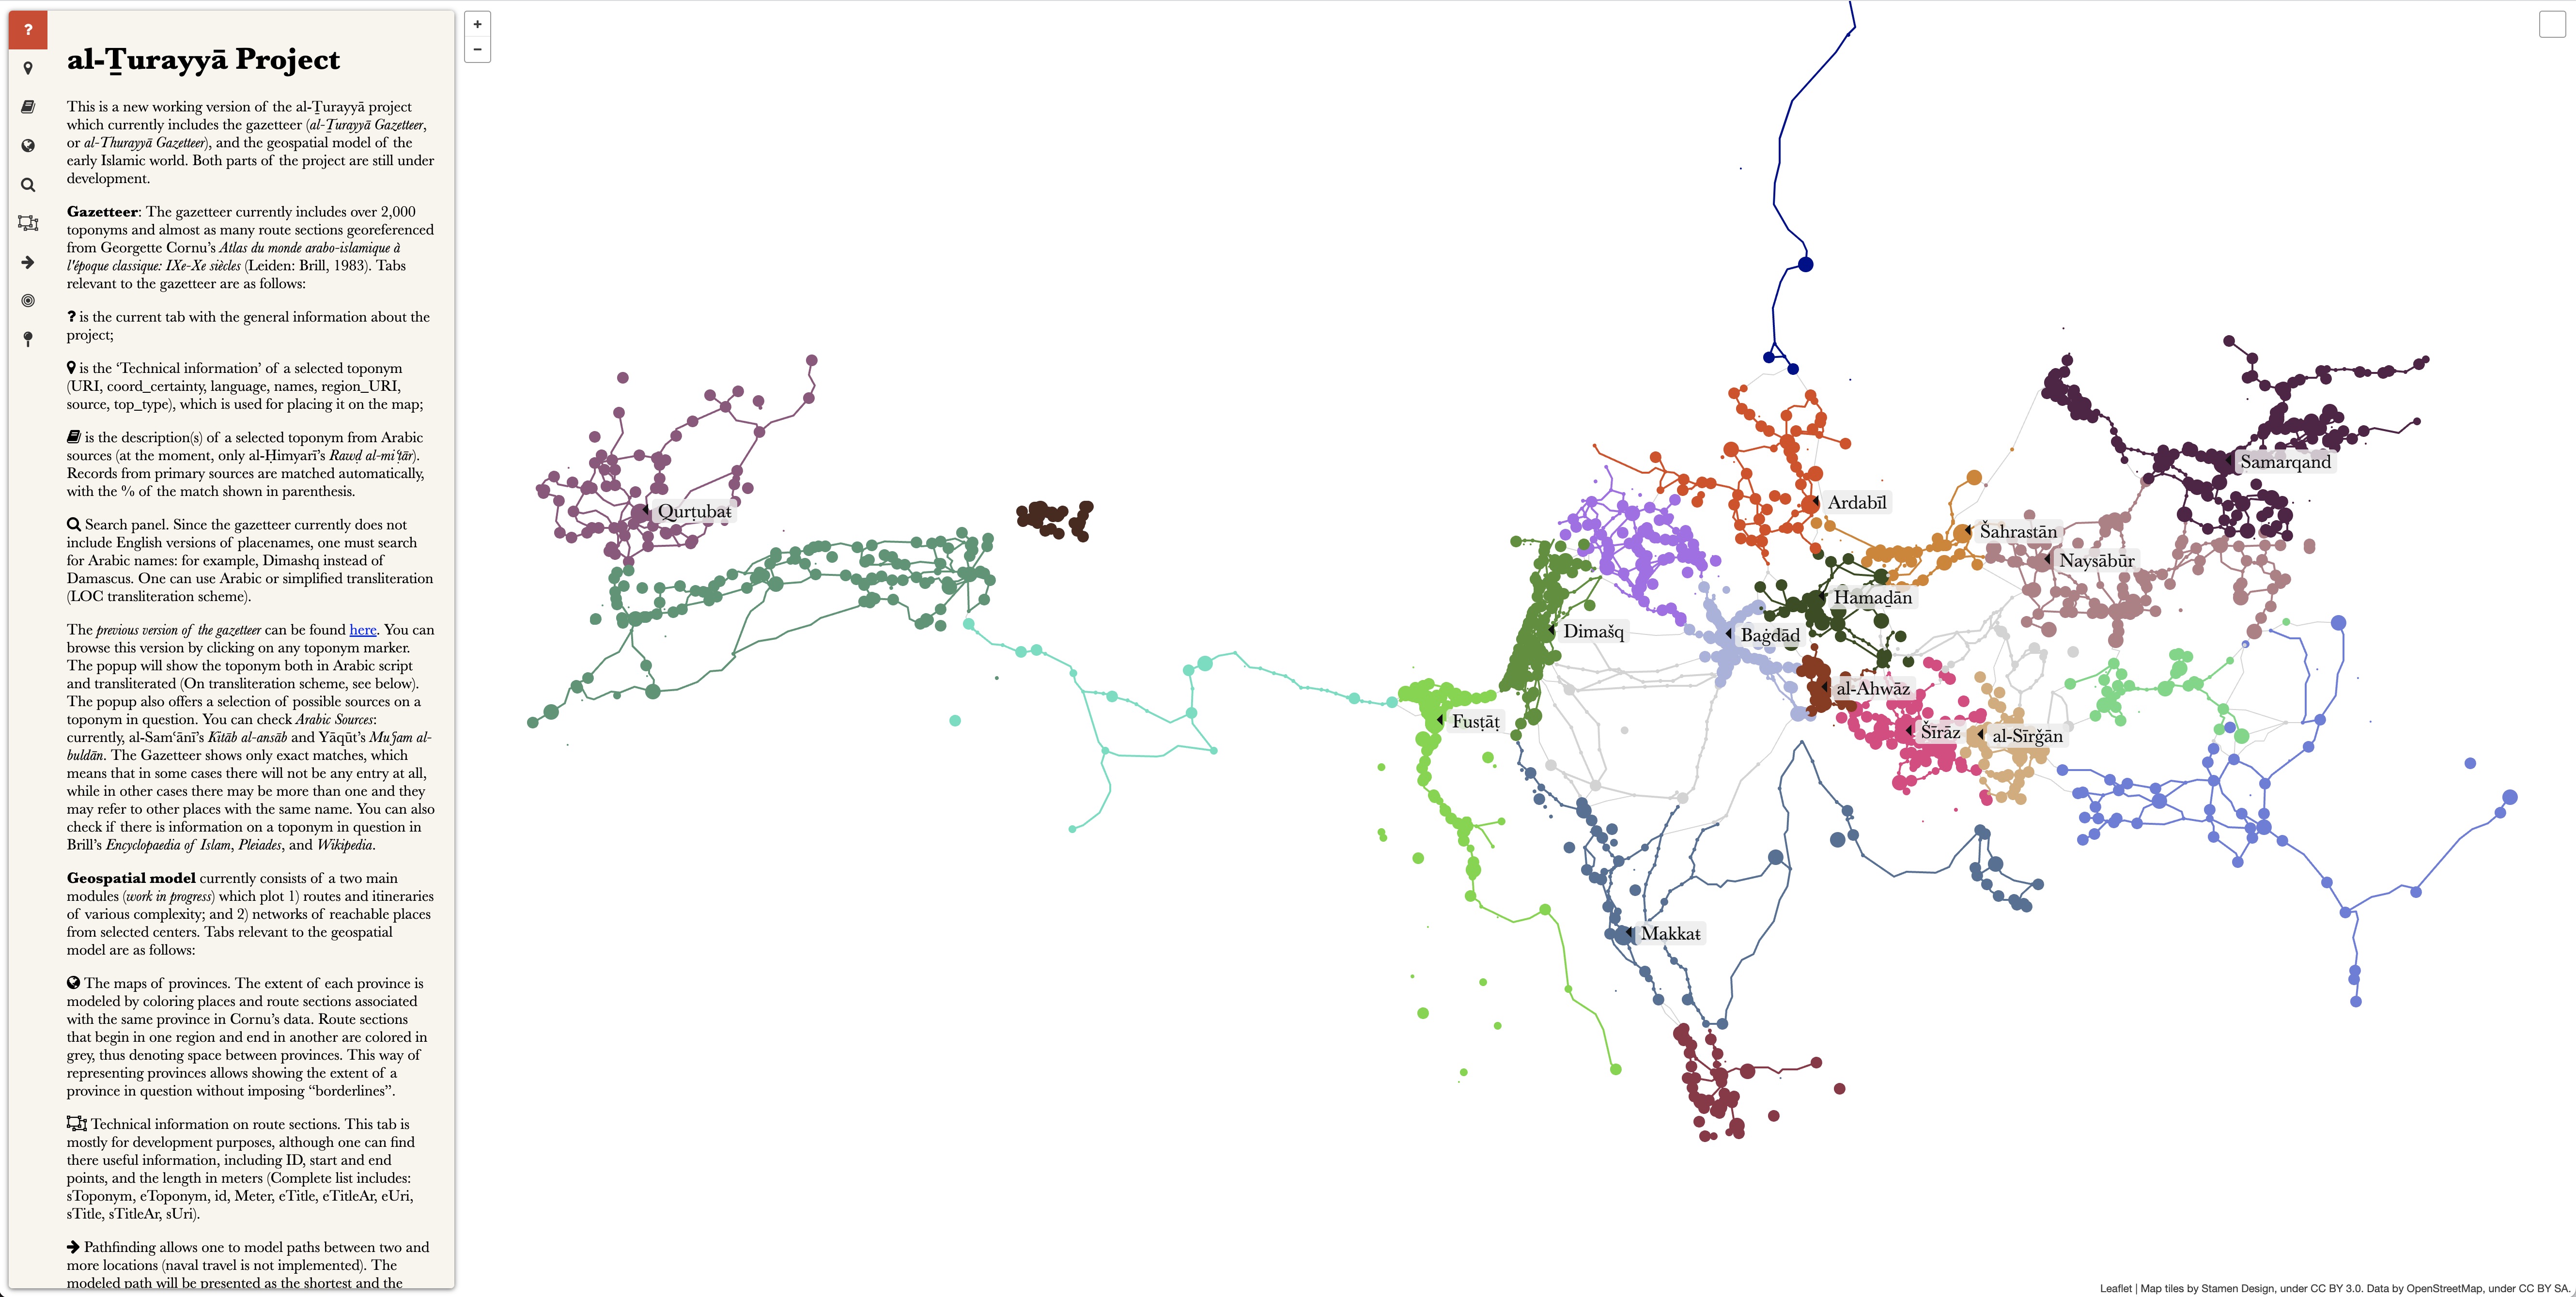 ?
al-Ṯurayyā Project
This is a new working version of the al-Ṯurayyā project
which currently includes the gazetteer (al-Ṯurayyā Gazetteer,
or al-Thurayyā Gazetteer), and the geospatial model of the
early Islamic world. Both parts of the project are still under
development.
Gazetteer: The gazetteer currently includes over 2,000
toponyms and almost as many route sections georeferenced
from Georgette Cornu's Atlas du monde arabo-islamique à
l'époque classique: IXe-Xe siècles (Leiden: Brill, 1983). Tabs
relevant to the gazetteer are as follows:
? is the current tab with the general information about the
project;
is the ‘Technical information’ of a selected toponym
(URI, coord_certainty, language, names, region_URI,
source, top_type), which is used for placing it on the map;
is the description(s) of a selected toponym from Arabic
sources (at the moment, only al-Ḥimyarī's Rawḍ al-miʿṭār).
Records from primary sources are matched automatically,
with the % of the match shown in parenthesis.
Search panel. Since the gazetteer currently does not
include English versions of placenames, one must search
for Arabic names: for example, Dimashq instead of
Damascus. One can use Arabic or simplified transliteration
(LOC transliteration scheme).
The previous version of the gazetteer can be found here. You can
browse this version by clicking on any toponym marker.
The popup will show the toponym both in Arabic script
and transliterated (On transliteration scheme, see below).
The popup also offers a selection of possible sources on a
toponym in question. You can check Arabic Sources:
currently, al-Samʿānī's Kitāb al-ansāb and Yāqūt's Muʿjam al-
buldān. The Gazetteer shows only exact matches, which
means that in some cases there will not be any entry at all,
while in other cases there may be more than one and they
may refer to other places with the same name. You can also
check if there is information on a toponym in question in
Brill's Encyclopaedia of Islam, Pleiades, and Wikipedia.
Geospatial model currently consists of a two main
modules (work in progress) which plot 1) routes and itineraries
of various complexity; and 2) networks of reachable places
from selected centers. Tabs relevant to the geospatial
model are as follows:
The maps of provinces. The extent of each province is
modeled by coloring places and route sections associated
with the same province in Cornu's data. Route sections
that begin in one region and end in another are colored in
grey, thus denoting space between provinces. This way of
representing provinces allows showing the extent of a
province in question without imposing “borderlines”.
Technical information on route sections. This tab is
mostly for development purposes, although one can find
there useful information, including ID, start and end
points, and the length in meters (Complete list includes:
sToponym, eToponym, id, Meter, eTitle, eTitleAr, eUri,
sTitle, sTitleAr, sUri).
Pathfinding allows one to model paths between two and
more locations (naval travel is not implemented). The
modeled path will be presented as the shortest and the
+
−
Samarqand
Qurṭubaŧ
Ardabīl
Šahrastān
Naysābūr
Hamaḏān
Dimašq
Baġdād
al-Ahwāz
Fusṭāṭ
Šīrāz
al-Sīrǧān
Makkaŧ
Leaflet | Map tiles by Stamen Design, under CC BY 3.0. Data by OpenStreetMap, under CC BY SA.